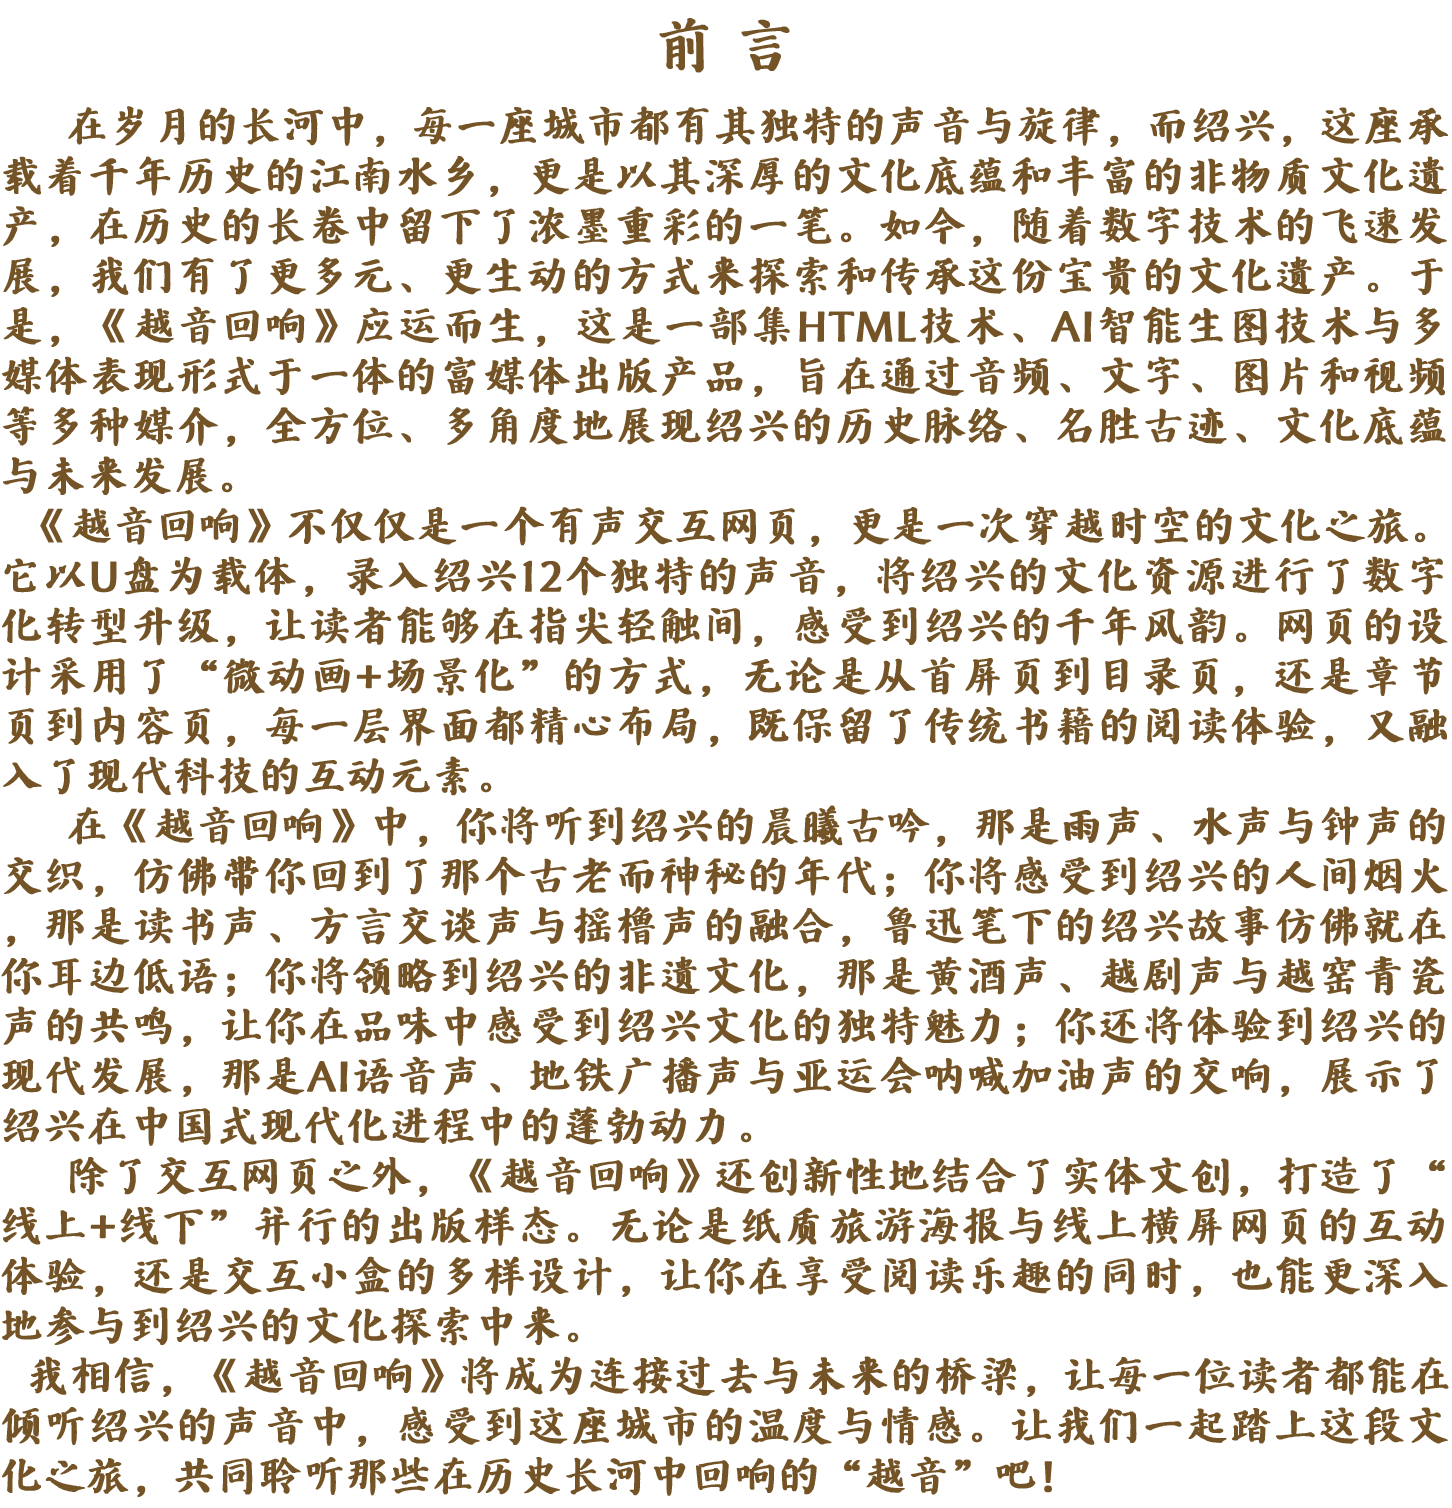 前 言
在岁月的长河中，每一座城市都有其独特的声音与旋律，而绍兴，这座承
载着千年历史的江南水乡，更是以其深厚的文化底蕴和丰富的非物质文化遗
产，在历史的长卷中留下了浓墨重彩的一笔。如今，随着数字技术的飞速发
展，我们有了更多元、更生动的方式来探索和传承这份宝贵的文化遗产。于
是，《越音回响》应运而生，这是一部集HTML技术、AI智能生图技术与多
媒体表现形式于一体的富媒体出版产品，旨在通过音频、文字、图片和视频
等多种媒介，全方位、多角度地展现绍兴的历史脉络、名胜古迹、文化底蕴
与未来发展。
《越音回响》不仅仅是一个有声交互网页，更是一次穿越时空的文化之旅。
它以U盘为载体，录入绍兴12个独特的声音，将绍兴的文化资源进行了数字
化转型升级，让读者能够在指尖轻触间，感受到绍兴的千年风韵。网页的设
计采用了“微动画+场景化”的方式，无论是从首屏页到目录页，还是章节
页到内容页，每一层界面都精心布局，既保留了传统书籍的阅读体验，又融
入了现代科技的互动元素。
在《越音回响》中，你将听到绍兴的晨曦古吟，那是雨声、水声与钟声的
交织，仿佛带你回到了那个古老而神秘的年代；你将感受到绍兴的人间烟火
，那是读书声、方言交谈声与摇橹声的融合，鲁迅笔下的绍兴故事仿佛就在
你耳边低语；你将领略到绍兴的非遗文化，那是黄酒声、越剧声与越窑青瓷
声的共鸣，让你在品味中感受到绍兴文化的独特魅力；你还将体验到绍兴的
现代发展，那是AI语音声、地铁广播声与亚运会呐喊加油声的交响，展示了
绍兴在中国式现代化进程中的蓬勃动力。
除了交互网页之外，《越音回响》还创新性地结合了实体文创，打造了“
线上+线下”并行的出版样态。无论是纸质旅游海报与线上横屏网页的互动
体验，还是交互小盒的多样设计，让你在享受阅读乐趣的同时，也能更深入
地参与到绍兴的文化探索中来。
我相信，《越音回响》将成为连接过去与未来的桥梁，让每一位读者都能在
倾听绍兴的声音中，感受到这座城市的温度与情感。让我们一起踏上这段文
化之旅，共同聆听那些在历史长河中回响的“越音”吧！